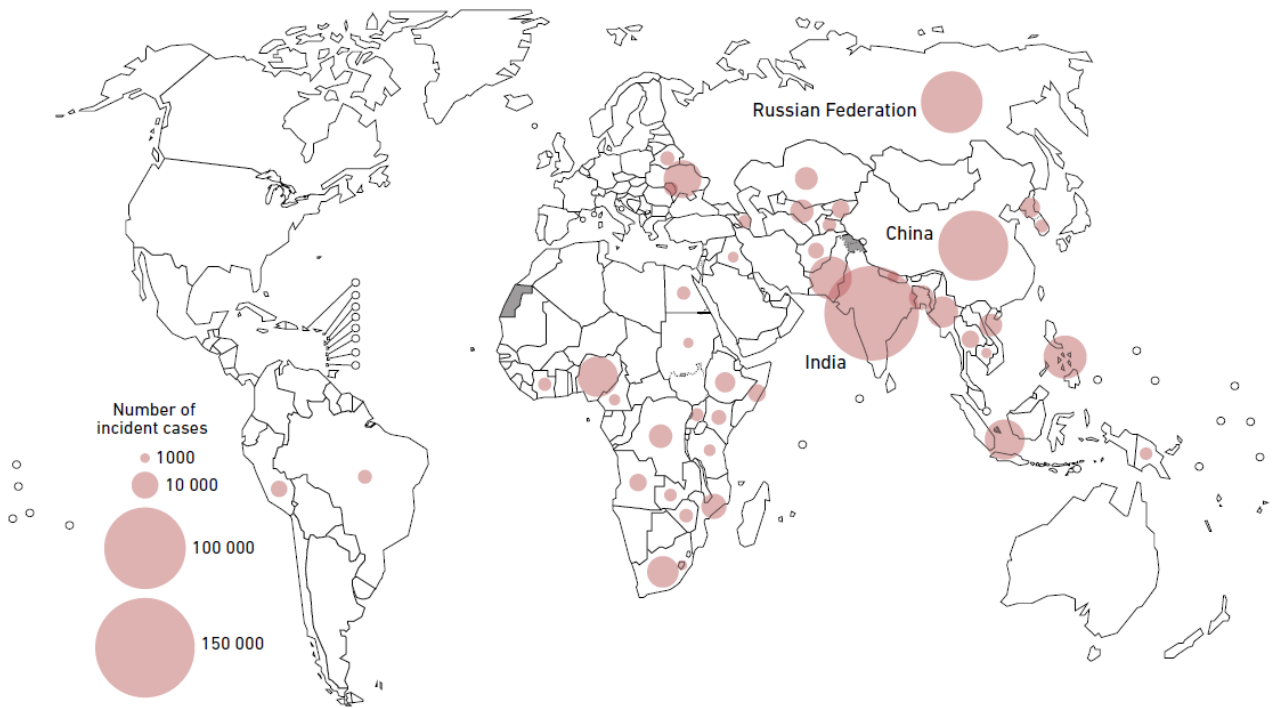 Russian Federation
China
India
Number of
incident cases
1000
10 000
100 000
150 000